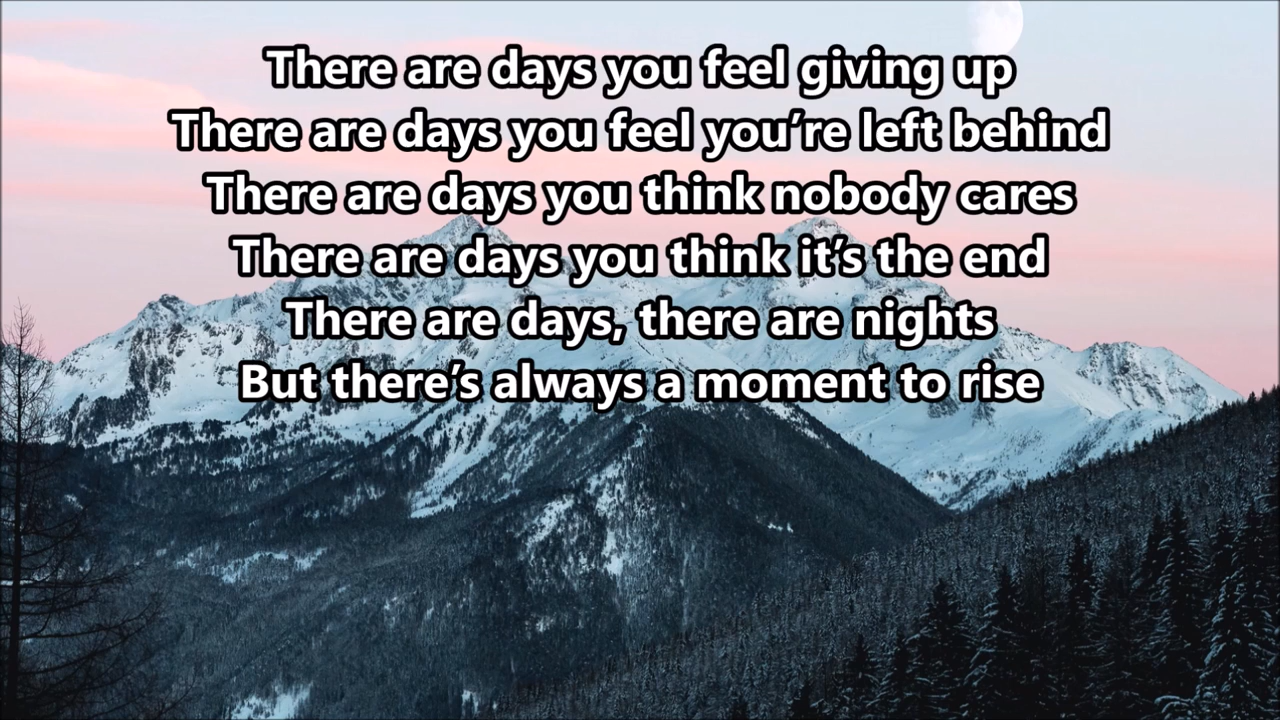 There are days you feel giving up
There are days you feel you’re left behind
There are days you think nobody cares
There are days you think it’s the end
There are days, there are nights
But there’s always a moment to rise